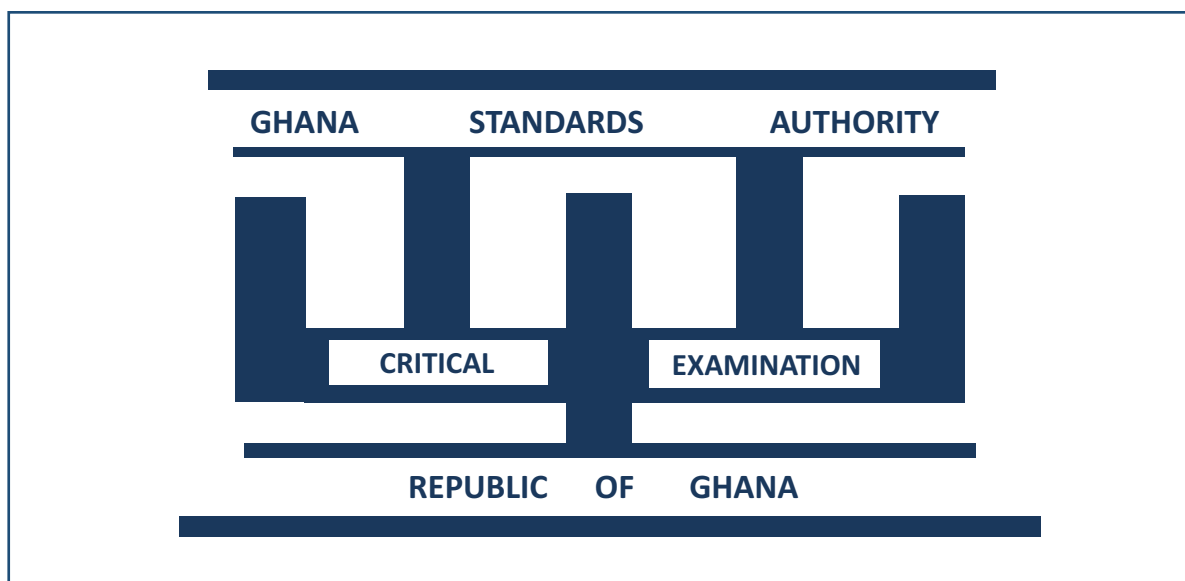 GHANA STANDARDS AUTHORITY
CRITICAL EXAMINATION
REPUBLIC OF GHANA